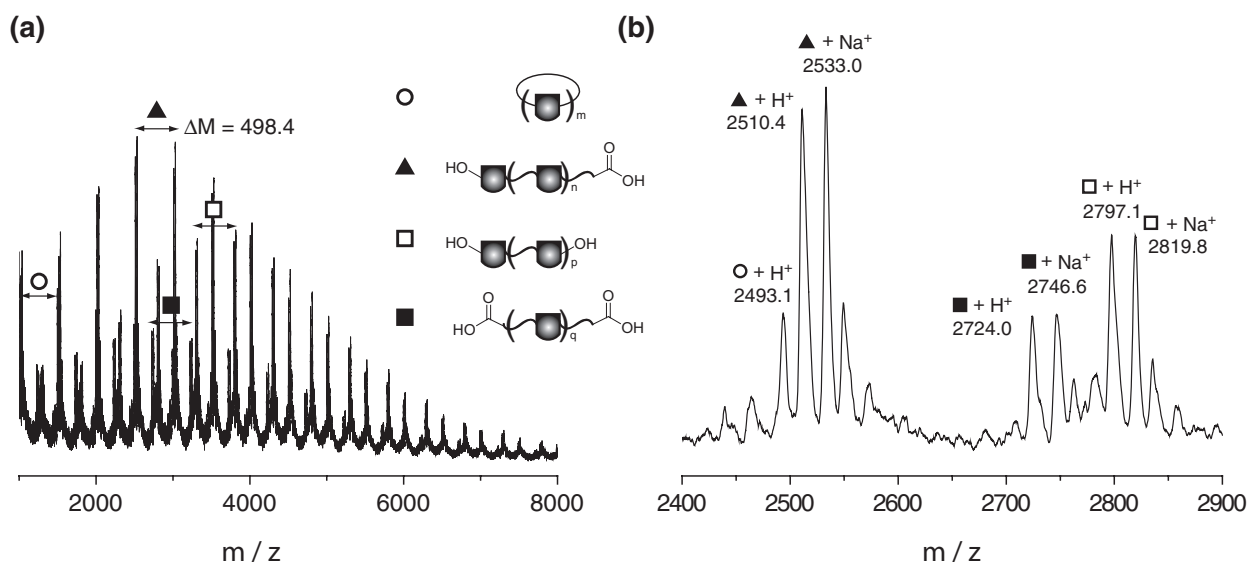 (a)
▲
ΔM = 498.4
○
□
■
○
( )m
▲
HO ( )n O OH
□
HO ( )p OH
■
O HO ( )q O OH
2000 4000 6000 8000
m / z
(b)
▲ + Na⁺
2533.0
▲ + H⁺
2510.4
○ + H⁺
2493.1
■ + H⁺
2724.0
■ + Na⁺
2746.6
□ + H⁺
2797.1
□ + Na⁺
2819.8
2400 2500 2600 2700 2800 2900
m / z